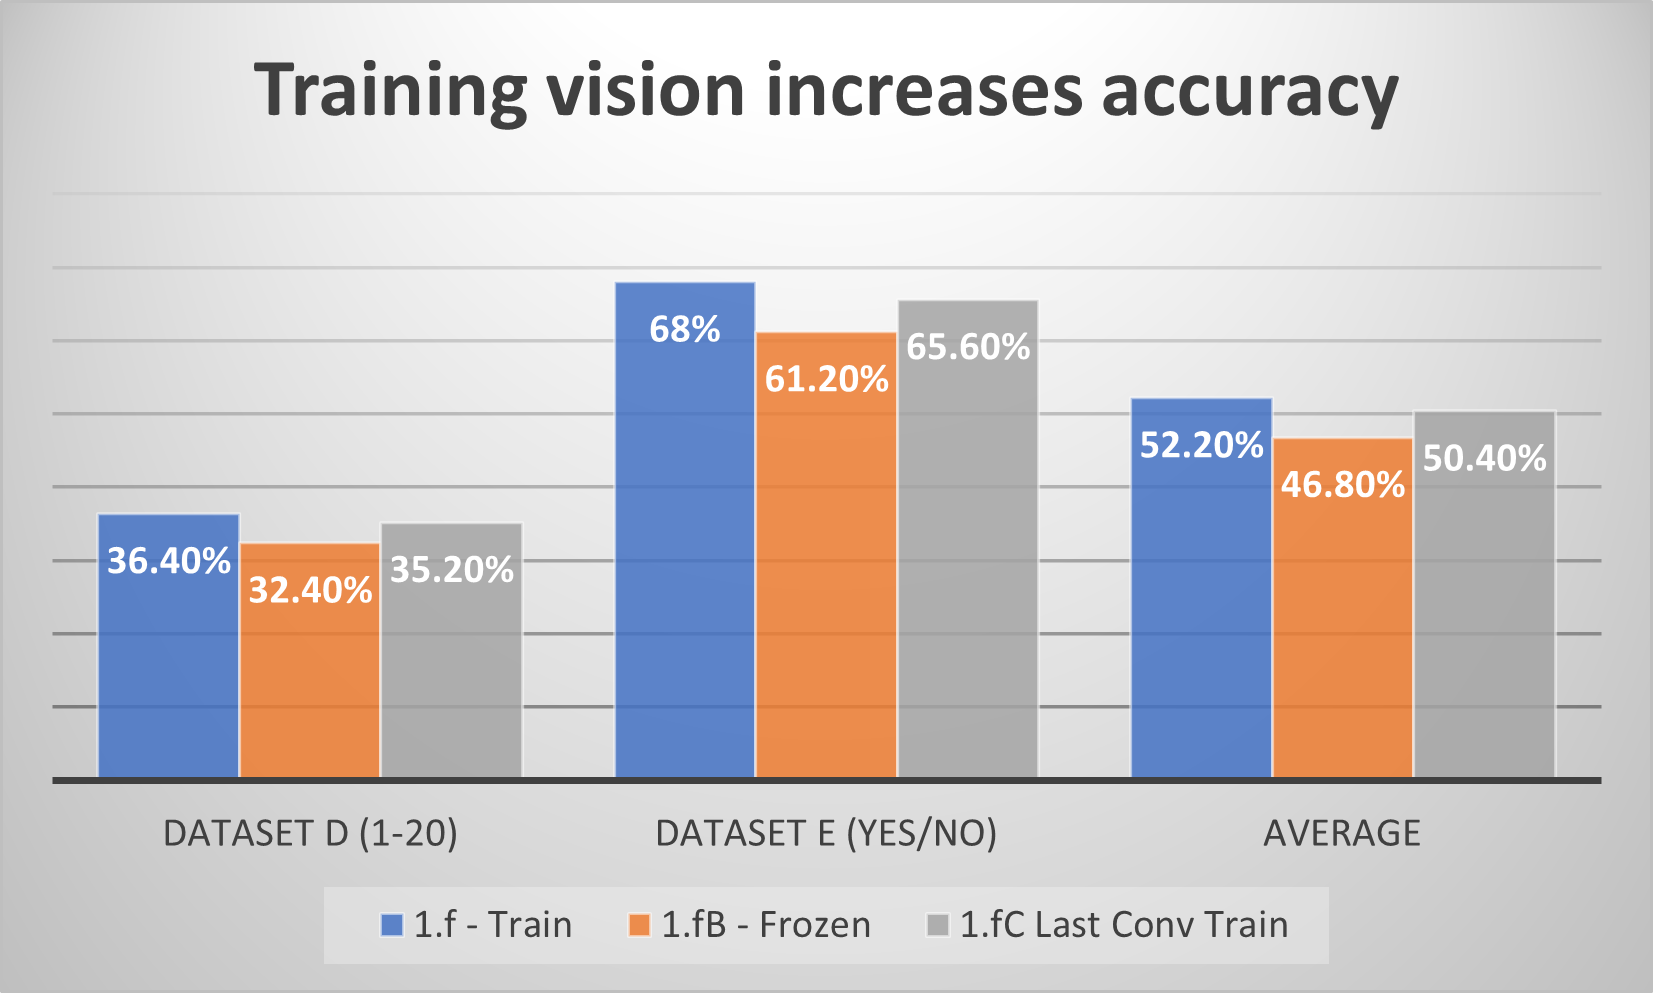 Training vision increases accuracy
36.40%
32.40%
35.20%
68%
61.20%
65.60%
52.20%
46.80%
50.40%
DATASET D (1-20)
DATASET E (YES/NO)
AVERAGE
1.f - Train
1.fB - Frozen
1.fC Last Conv Train